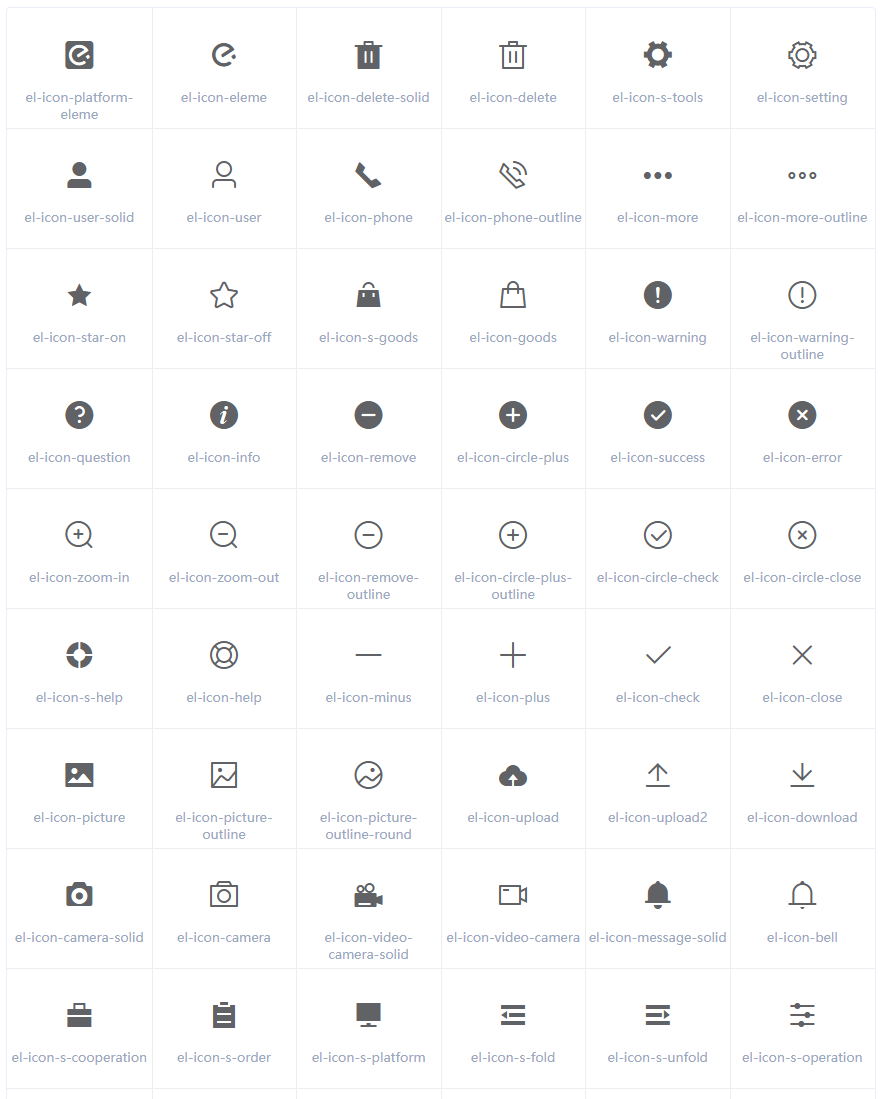 el-icon-platform-
eleme
el-icon-eleme
el-icon-delete-solid
el-icon-delete
el-icon-s-tools
el-icon-setting
el-icon-user-solid
el-icon-user
el-icon-phone
el-icon-phone-outline
el-icon-more
el-icon-more-outline
el-icon-star-on
el-icon-star-off
el-icon-s-goods
el-icon-goods
el-icon-warning
el-icon-warning-
outline
el-icon-question
el-icon-info
el-icon-remove
el-icon-circle-plus
el-icon-success
el-icon-error
el-icon-zoom-in
el-icon-zoom-out
el-icon-remove-
outline
el-icon-circle-plus-
outline
el-icon-circle-check
el-icon-circle-close
el-icon-s-help
el-icon-help
el-icon-minus
el-icon-plus
el-icon-check
el-icon-close
el-icon-picture
el-icon-picture-
outline
el-icon-picture-
outline-round
el-icon-upload
el-icon-upload2
el-icon-download
el-icon-camera-solid
el-icon-camera
el-icon-video-
camera-solid
el-icon-video-camera
el-icon-message-solid
el-icon-bell
el-icon-s-cooperation
el-icon-s-order
el-icon-s-platform
el-icon-s-fold
el-icon-s-unfold
el-icon-s-operation